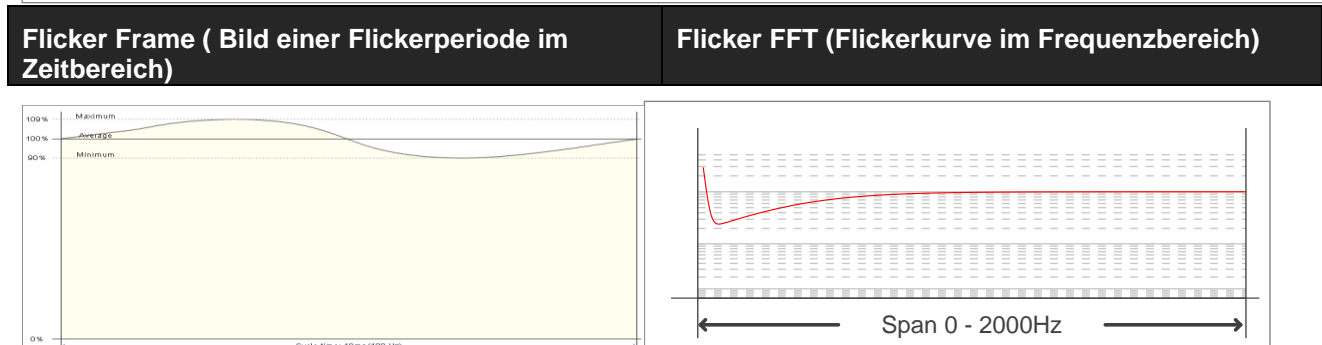 Flicker Frame ( Bild einer Flickerperiode im
Zeitbereich)
Flicker FFT (Flickerkurve im Frequenzbereich)
109%
Maximum
100%
Average
90%
Minimum
0%
Span 0 - 2000Hz